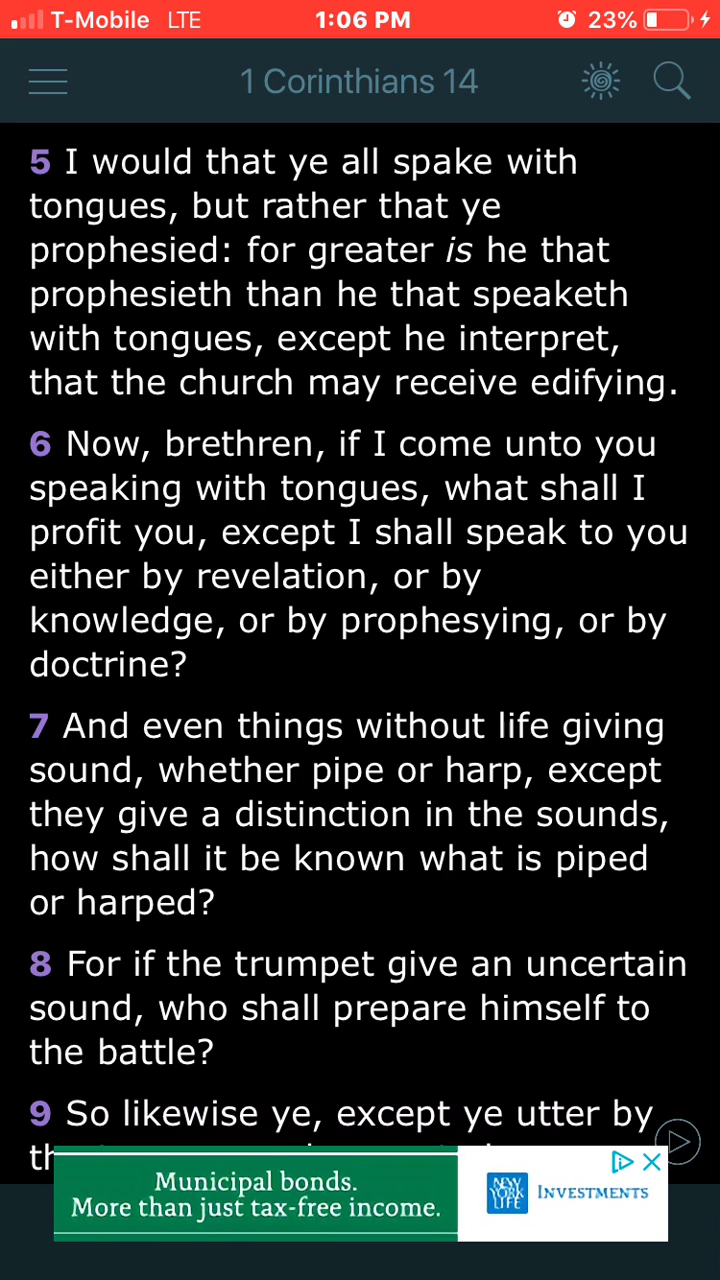 T-Mobile LTE 1:06 PM 23%
1 Corinthians 14
5 I would that ye all spake with
tongues, but rather that ye
prophesied: for greater is he that
prophesieth than he that speaketh
with tongues, except he interpret,
that the church may receive edifying.
6 Now, brethren, if I come unto you
speaking with tongues, what shall I
profit you, except I shall speak to you
either by revelation, or by
knowledge, or by prophesying, or by
doctrine?
7 And even things without life giving
sound, whether pipe or harp, except
they give a distinction in the sounds,
how shall it be known what is piped
or harped?
8 For if the trumpet give an uncertain
sound, who shall prepare himself to
the battle?
9 So likewise ye, except ye utter by
Municipal bonds.
More than just tax-free income.
NEW
YORK
LIFE
INVESTMENTS